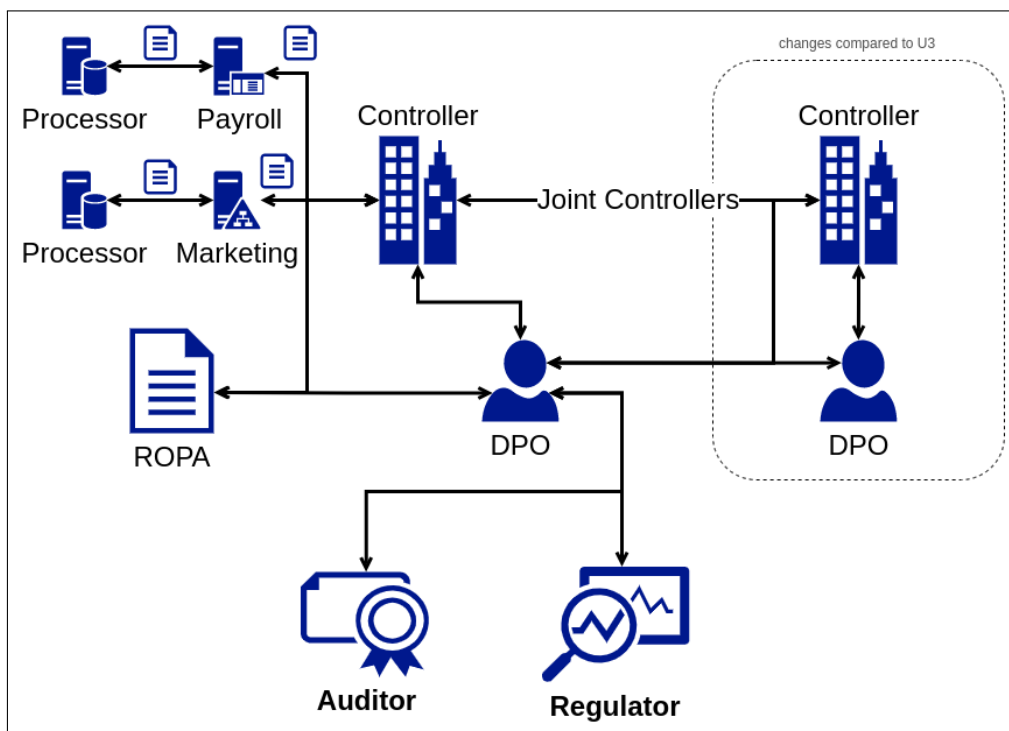 changes compared to U3
Processor
Payroll
Controller
Controller
Processor
Marketing
Joint Controllers
ROPA
DPO
DPO
Auditor
Regulator